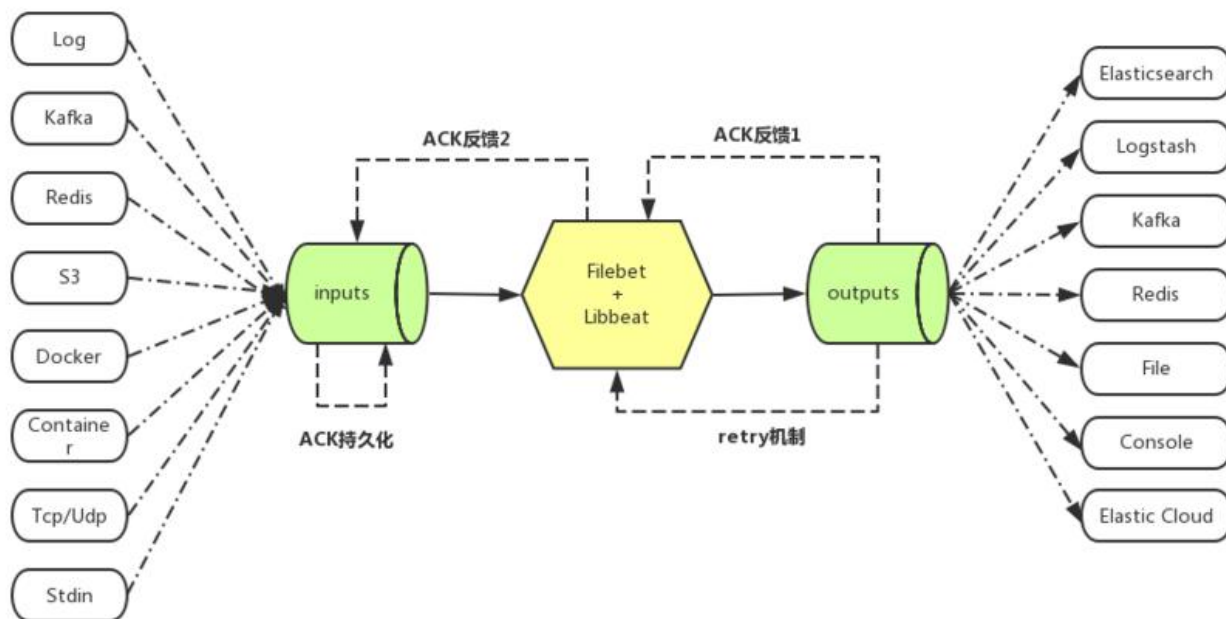 Log
Kafka
Redis
S3
Docker
Containe
r
Tcp/Udp
Stdin
ACK反馈2
ACK反馈1
inputs
Filebet
+
Libbeat
outputs
ACK持久化
retry机制
Elasticsearch
Logstash
Kafka
Redis
File
Console
Elastic Cloud